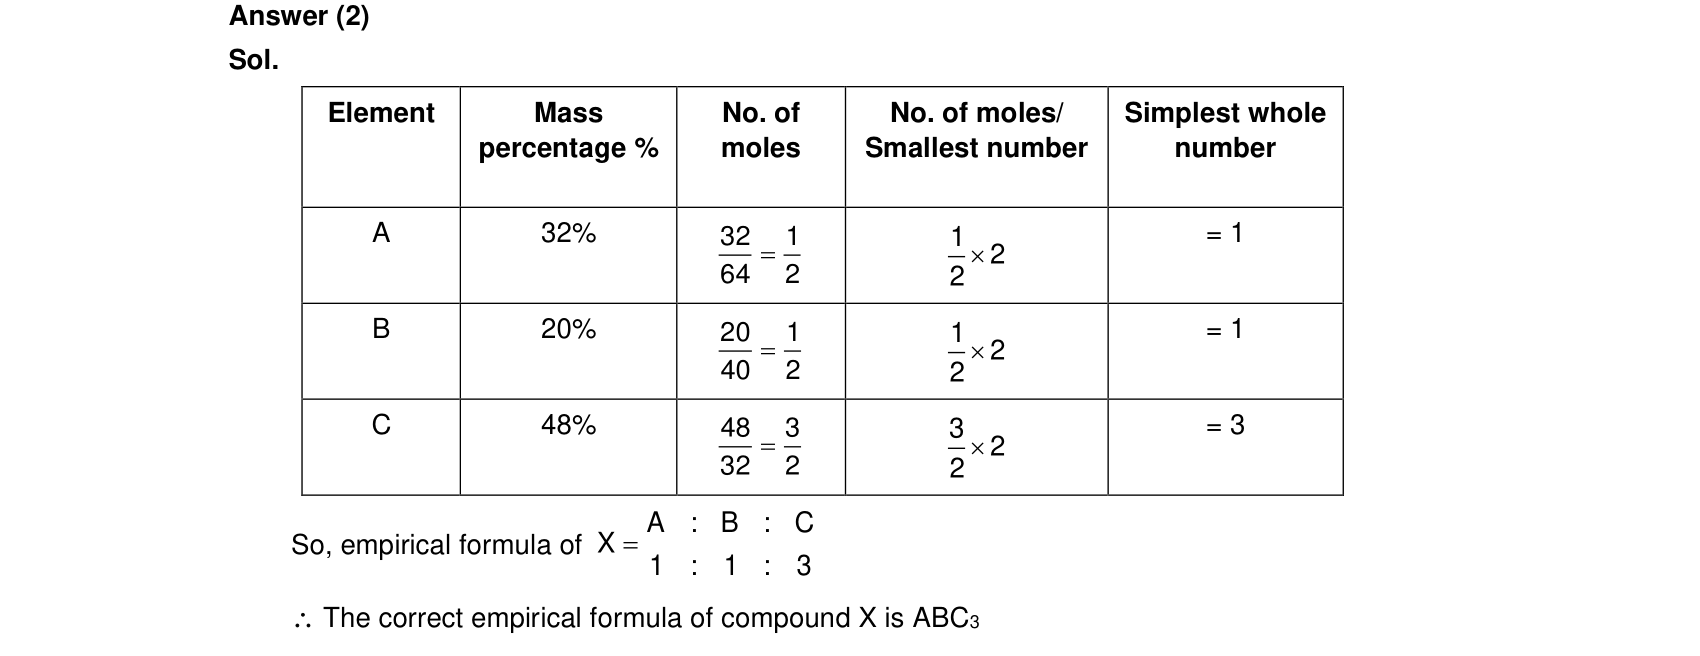 Answer (2)
Sol.
Element Mass percentage % No. of moles No. of moles/ Smallest number Simplest whole number
A 32% 32/64 = 1/2 1/2 × 2 = 1
B 20% 20/40 = 1/2 1/2 × 2 = 1
C 48% 48/32 = 3/2 3/2 × 2 = 3
A : B : C
So, empirical formula of X =
1 : 1 : 3
∴ The correct empirical formula of compound X is ABC₃